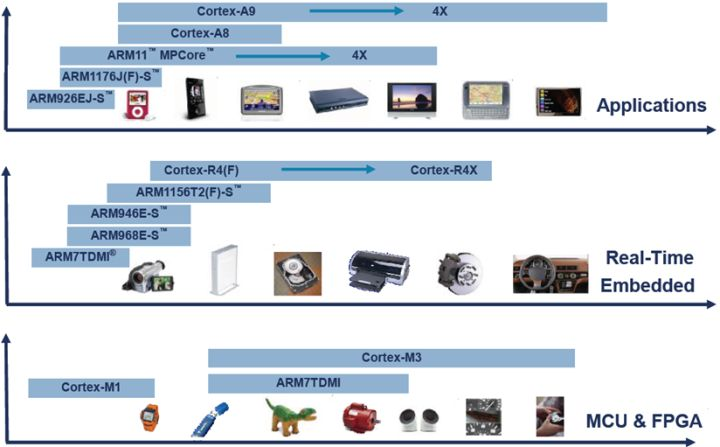 Cortex-A9 4X
Cortex-A8
ARM11™ MPCore™ 4X
ARM1176J(F)-S™
ARM926EJ-S™
Applications
Cortex-R4(F) Cortex-R4X
ARM1156T2(F)-S™
ARM946E-S™
ARM968E-S™
ARM7TDMI®
Real-Time
Embedded
Cortex-M3
Cortex-M1 ARM7TDMI
MCU & FPGA